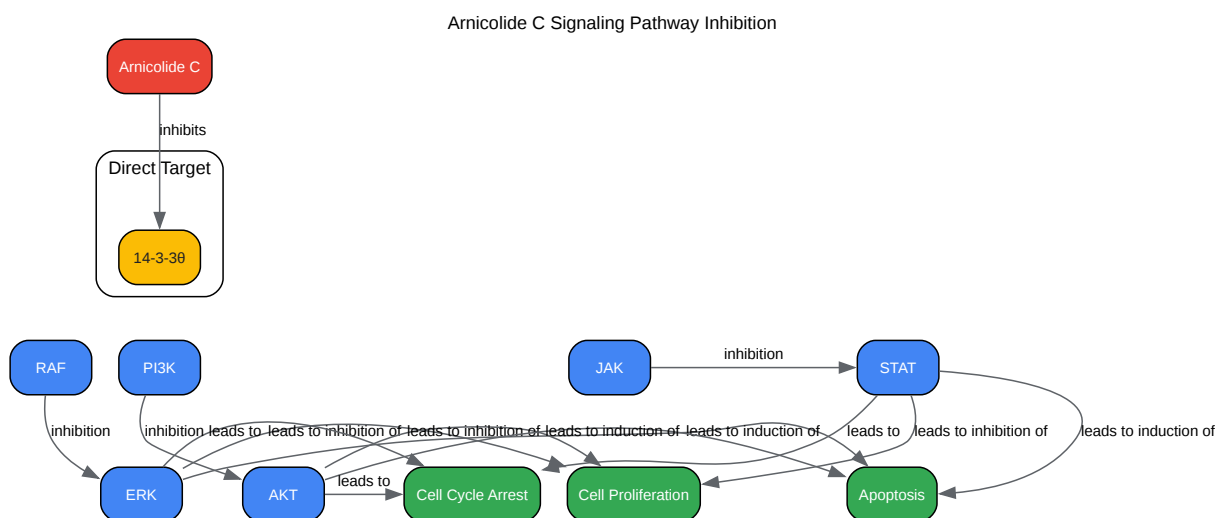 Arnicolide C Signaling Pathway Inhibition
Arnicolide C
inhibits
Direct Target
14-3-3θ
RAF
PI3K
JAK
inhibition
STAT
inhibition
inhibition
leads to
leads to inhibition of
leads to inhibition of
leads to induction of
leads to induction of
leads to
leads to inhibition of
leads to induction of
ERK
AKT
leads to
Cell Cycle Arrest
Cell Proliferation
Apoptosis